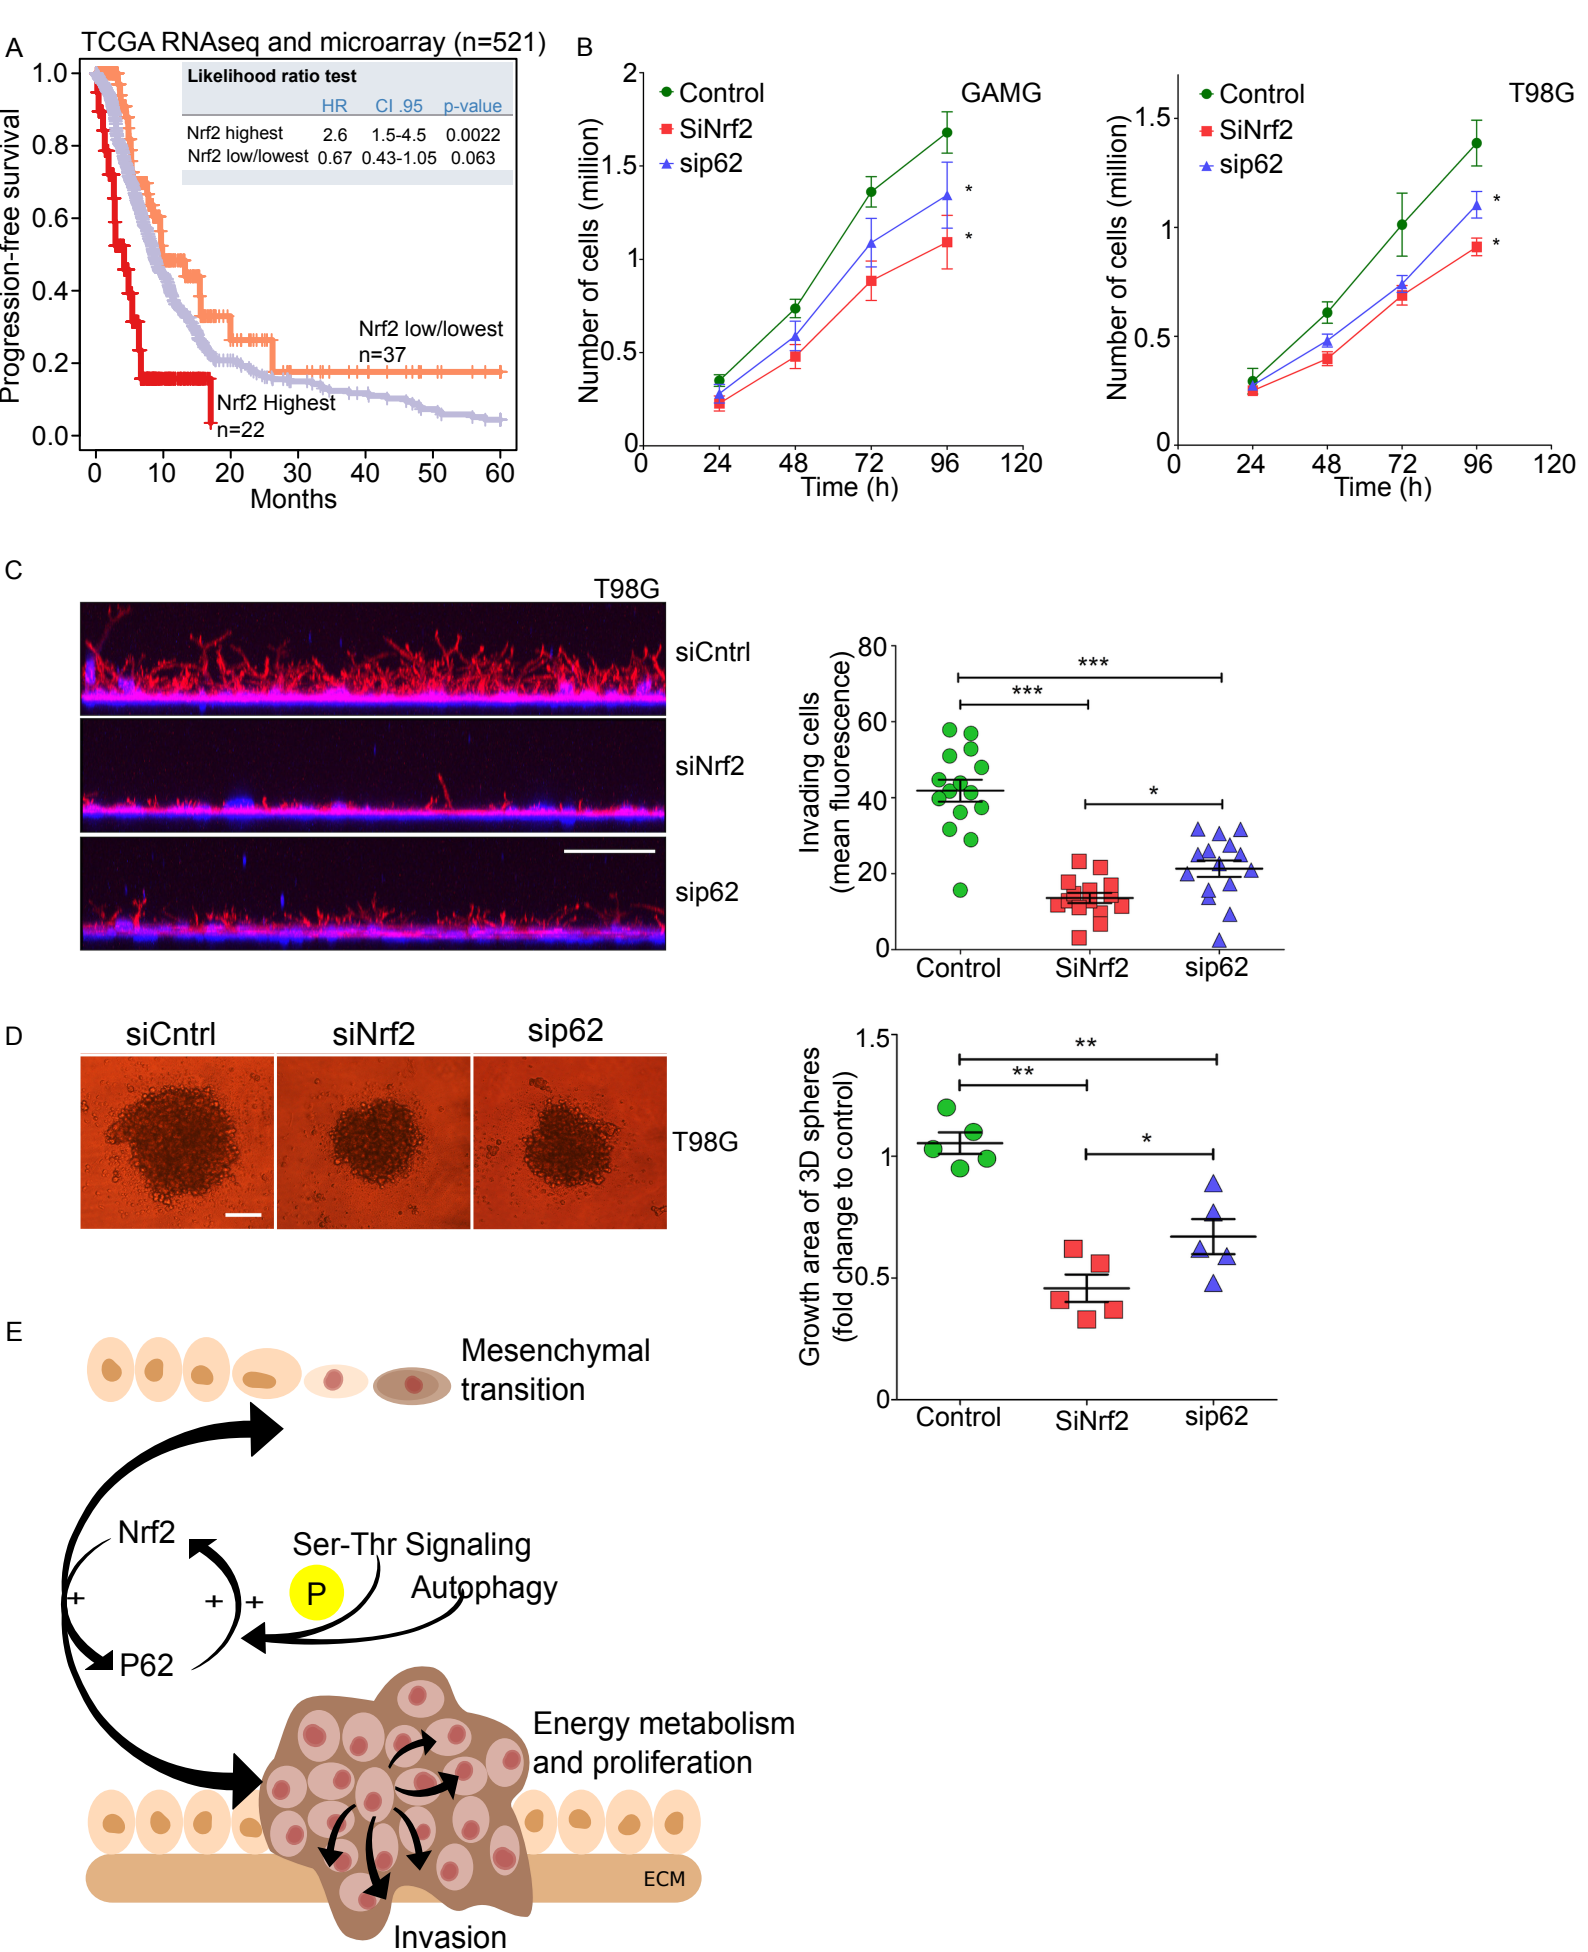 A
TCGA RNAseq and microarray (n=521)
Likelihood ratio test
HR CI .95 p-value
Nrf2 highest 2.6 1.5-4.5 0.0022
Nrf2 low/lowest 0.67 0.43-1.05 0.063
Progression-free survival
1.0
0.8
0.6
0.4
0.2
0.0
Nrf2 low/lowest
n=37
Nrf2 Highest
n=22
0 10 20 30 40 50 60
Months
B
GAMG
Control
SiNrf2
sip62
Number of cells (million)
2
1.5
1
0.5
0
*
*
0 24 48 72 96 120
Time (h)
T98G
Control
SiNrf2
sip62
Number of cells (million)
1.5
1
0.5
0
*
*
0 24 48 72 96 120
Time (h)
C
T98G
siCntrl
siNrf2
sip62
Invading cells
(mean fluorescence)
80
60
40
20
0
***
***
*
Control SiNrf2 sip62
D
siCntrl siNrf2 sip62
T98G
Growth area of 3D spheres
(fold change to control)
1.5
1
0.5
0
**
**
*
Control SiNrf2 sip62
E
Mesenchymal
transition
Nrf2
Ser-Thr Signaling
P
Autophagy
+ + +
P62
Energy metabolism
and proliferation
ECM
Invasion